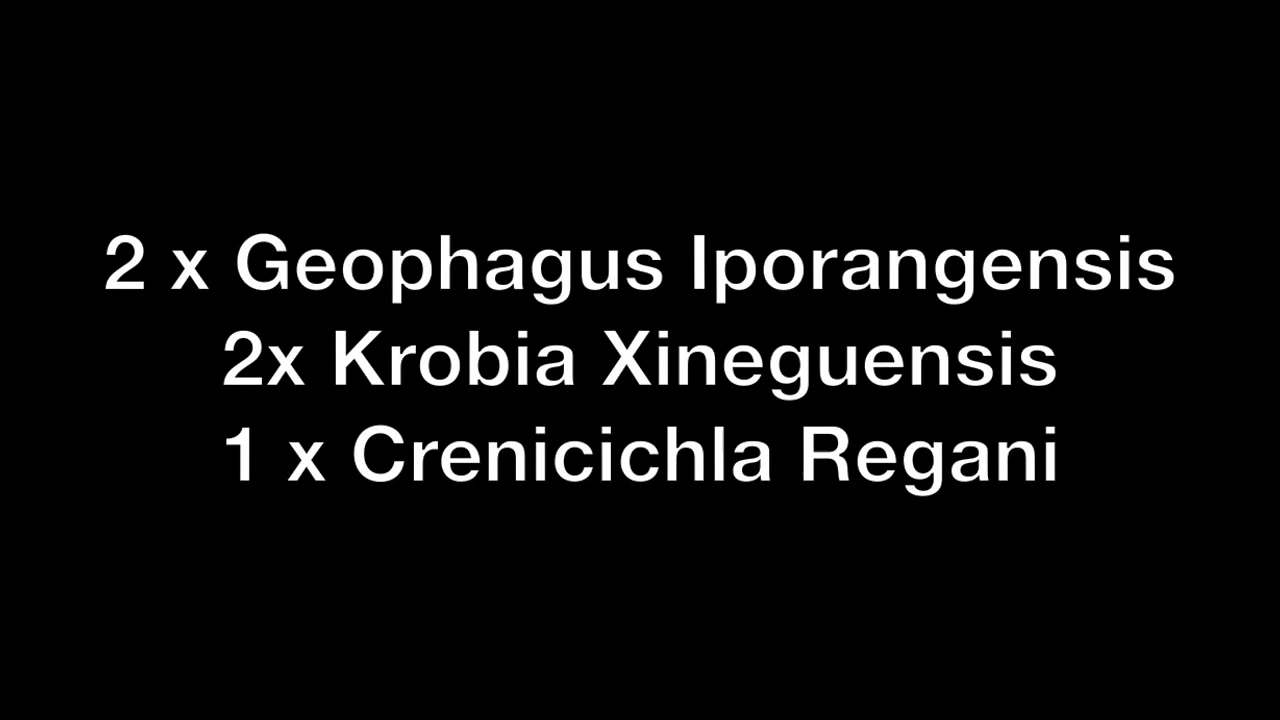 2 x Geophagus Iporangensis
2x Krobia Xineguensis
1 x Crenicichla Regani